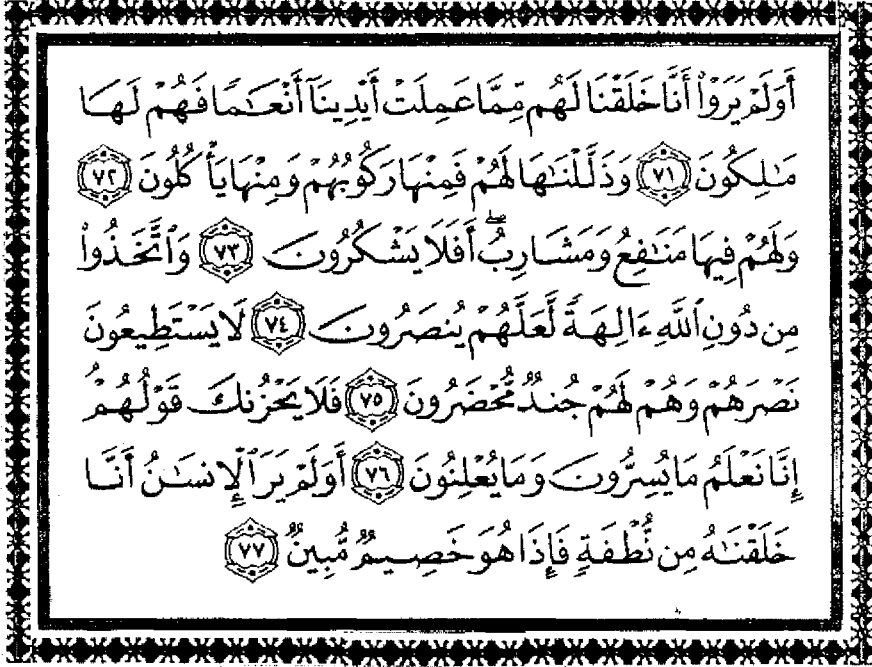 أَوَلَمْ يَرَوْا۟ أَنَّا خَلَقْنَا لَهُم مِّمَّا عَمِلَتْ أَيْدِينَآ أَنْعَـٰمًا فَهُمْ لَهَا
مَـٰلِكُونَ ٧١ وَذَلَّلْنَـٰهَا لَهُمْ فَمِنْهَا رَكُوبُهُمْ وَمِنْهَا يَأْكُلُونَ ٧٢
وَلَهُمْ فِيهَا مَنَـٰفِعُ وَمَشَارِبُ ۖ أَفَلَا يَشْكُرُونَ ٧٣ وَٱتَّخَذُوا۟
مِن دُونِ ٱللَّهِ ءَالِهَةً لَّعَلَّهُمْ يُنصَرُونَ ٧٤ لَا يَسْتَطِيعُونَ
نَصْرَهُمْ وَهُمْ لَهُمْ جُندٌ مُّحْضَرُونَ ٧٥ فَلَا يَحْزُنكَ قَوْلُهُمْ
إِنَّا نَعْلَمُ مَا يُسِرُّونَ وَمَا يُعْلِنُونَ ٧٦ أَوَلَمْ يَرَ ٱلْإِنسَـٰنُ أَنَّا
خَلَقْنَـٰهُ مِن نُّطْفَةٍ فَإِذَا هُوَ خَصِيمٌ مُّبِينٌ ٧٧